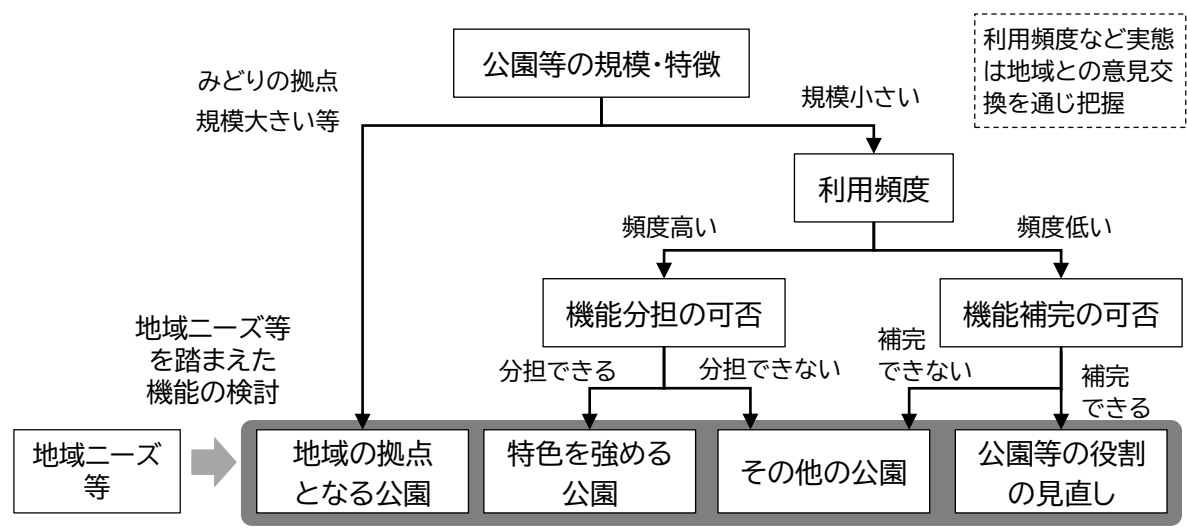 公園等の規模・特徴
利用頻度など実態
は地域との意見交
換を通じ把握
みどりの拠点
規模大きい等
規模小さい
利用頻度
頻度高い
頻度低い
機能分担の可否
機能補完の可否
地域ニーズ等
を踏まえた
機能の検討
分担できる
分担できない
補完
できない
補完
できる
地域ニーズ
等
地域の拠点
となる公園
特色を強める
公園
その他の公園
公園等の役割
の見直し